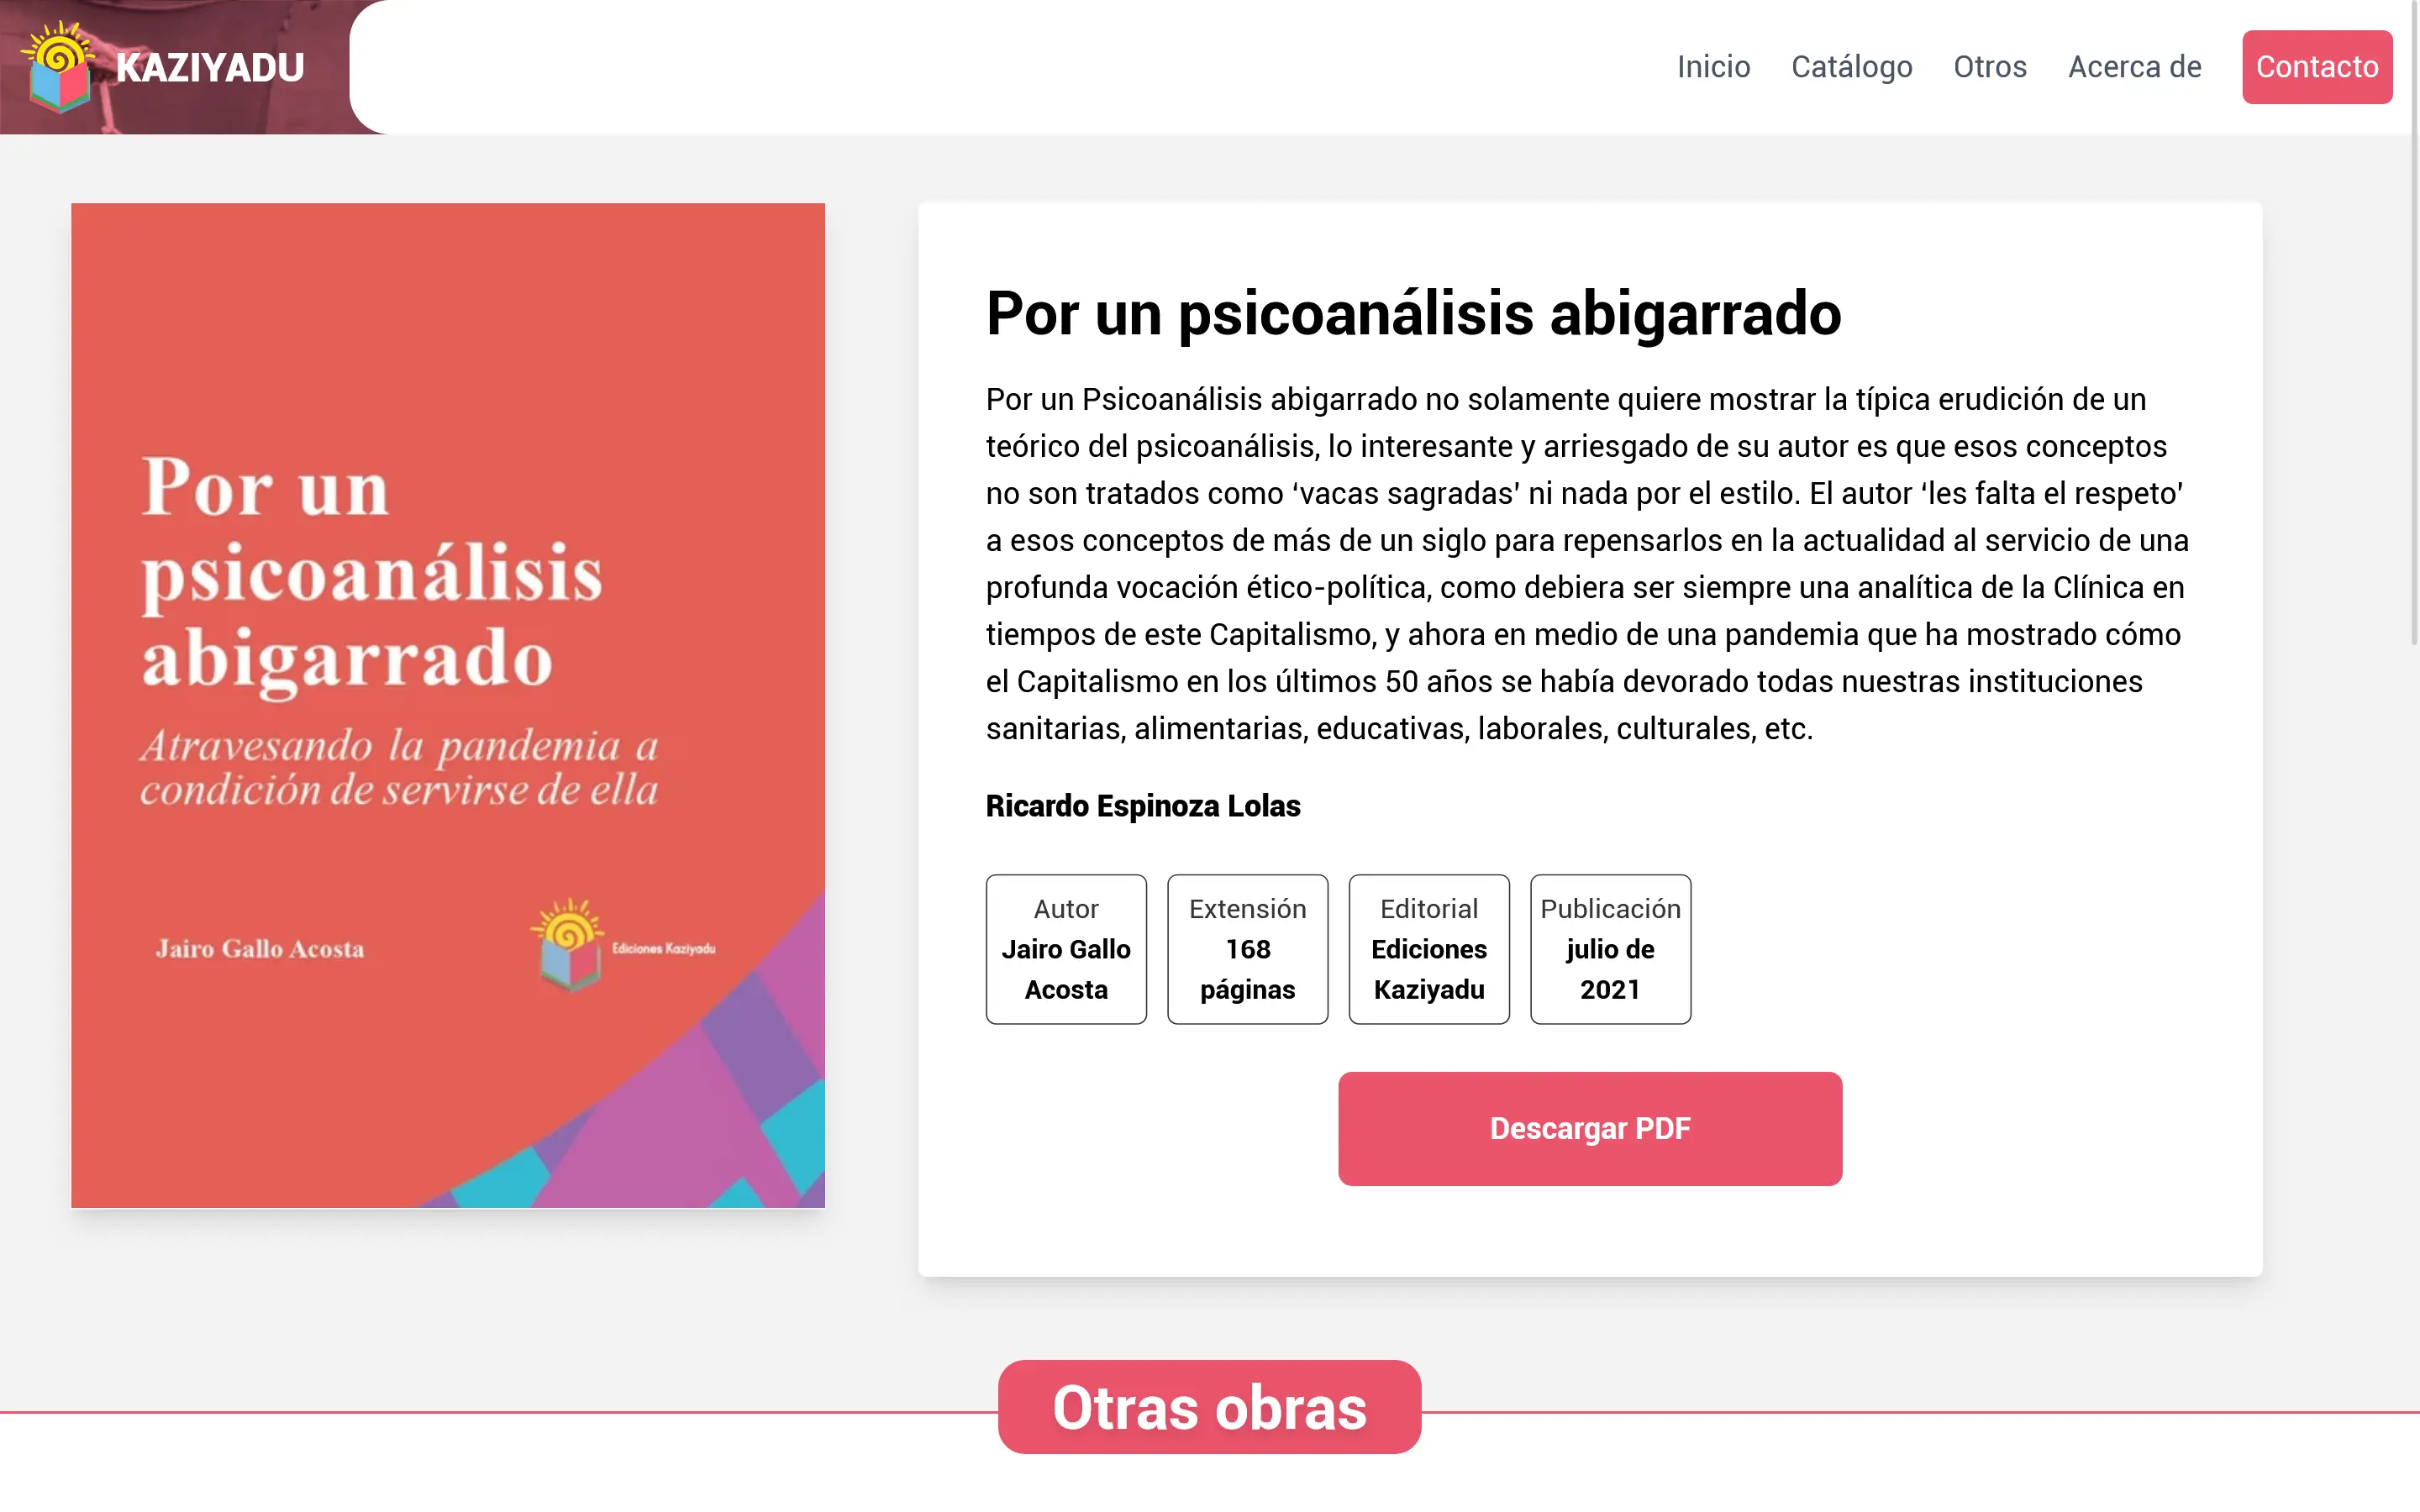 KAZIYADU
Inicio
Catálogo
Otros
Acerca de
Contacto
Por un
psicoanálisis
abigarrado
Atravesando la pandemia a
condición de servirse de ella
Jairo Gallo Acosta
Ediciones Kaziyadu
Por un psicoanálisis abigarrado
Por un Psicoanálisis abigarrado no solamente quiere mostrar la típica erudición de un
teórico del psicoanálisis, lo interesante y arriesgado de su autor es que esos conceptos
no son tratados como ‘vacas sagradas’ ni nada por el estilo. El autor ‘les falta el respeto’
a esos conceptos de más de un siglo para repensarlos en la actualidad al servicio de una
profunda vocación ético-política, como debiera ser siempre una analítica de la Clínica en
tiempos de este Capitalismo, y ahora en medio de una pandemia que ha mostrado cómo
el Capitalismo en los últimos 50 años se había devorado todas nuestras instituciones
sanitarias, alimentarias, educativas, laborales, culturales, etc.
Ricardo Espinoza Lolas
Autor
Jairo Gallo
Acosta
Extensión
168
páginas
Editorial
Ediciones
Kaziyadu
Publicación
julio de
2021
Descargar PDF
Otras obras